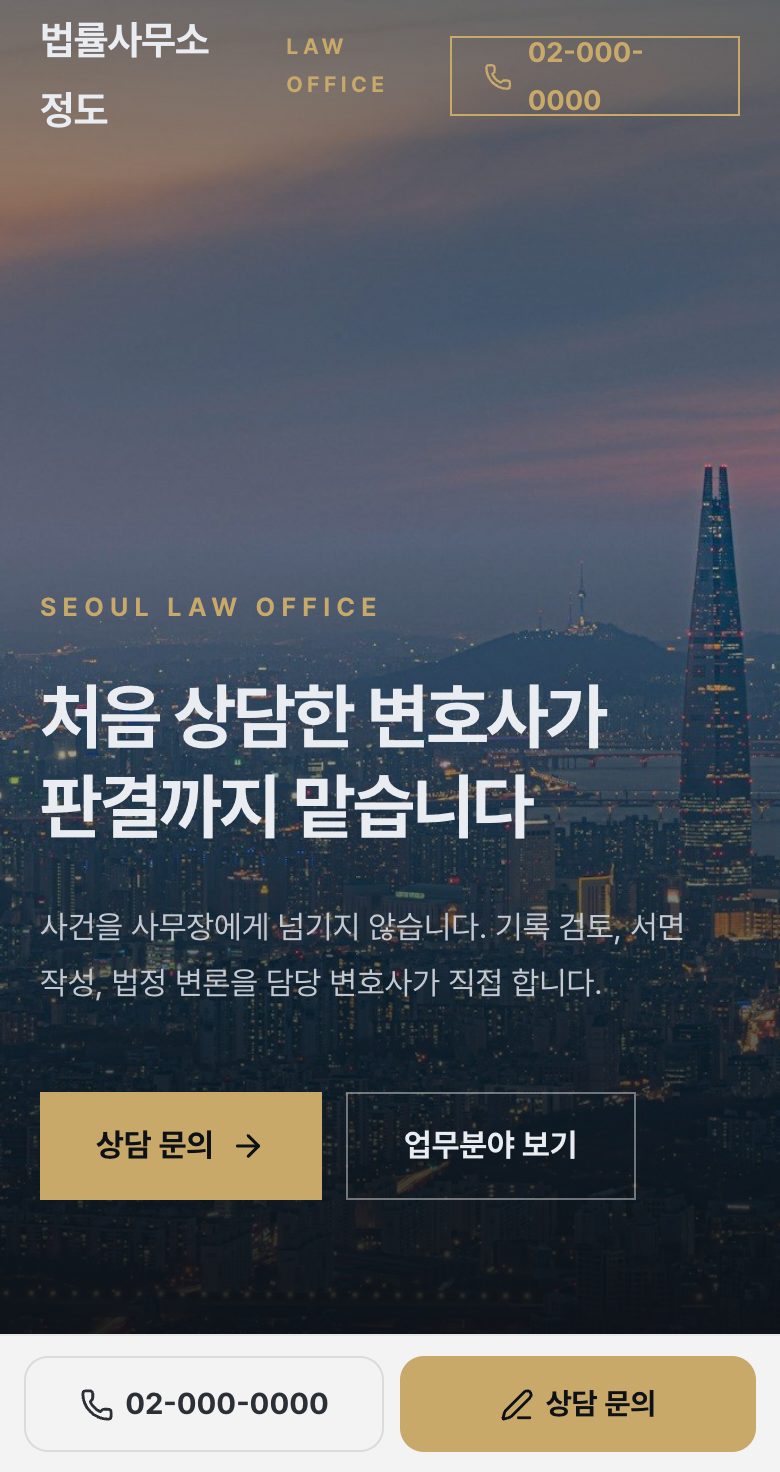 법률사무소
정도
LAW
OFFICE
02-000-
0000
SEOUL LAW OFFICE
처음 상담한 변호사가
판결까지 맡습니다
사건을 사무장에게 넘기지 않습니다. 기록 검토, 서면
작성, 법정 변론을 담당 변호사가 직접 합니다.
상담 문의
업무분야 보기
02-000-0000
상담 문의